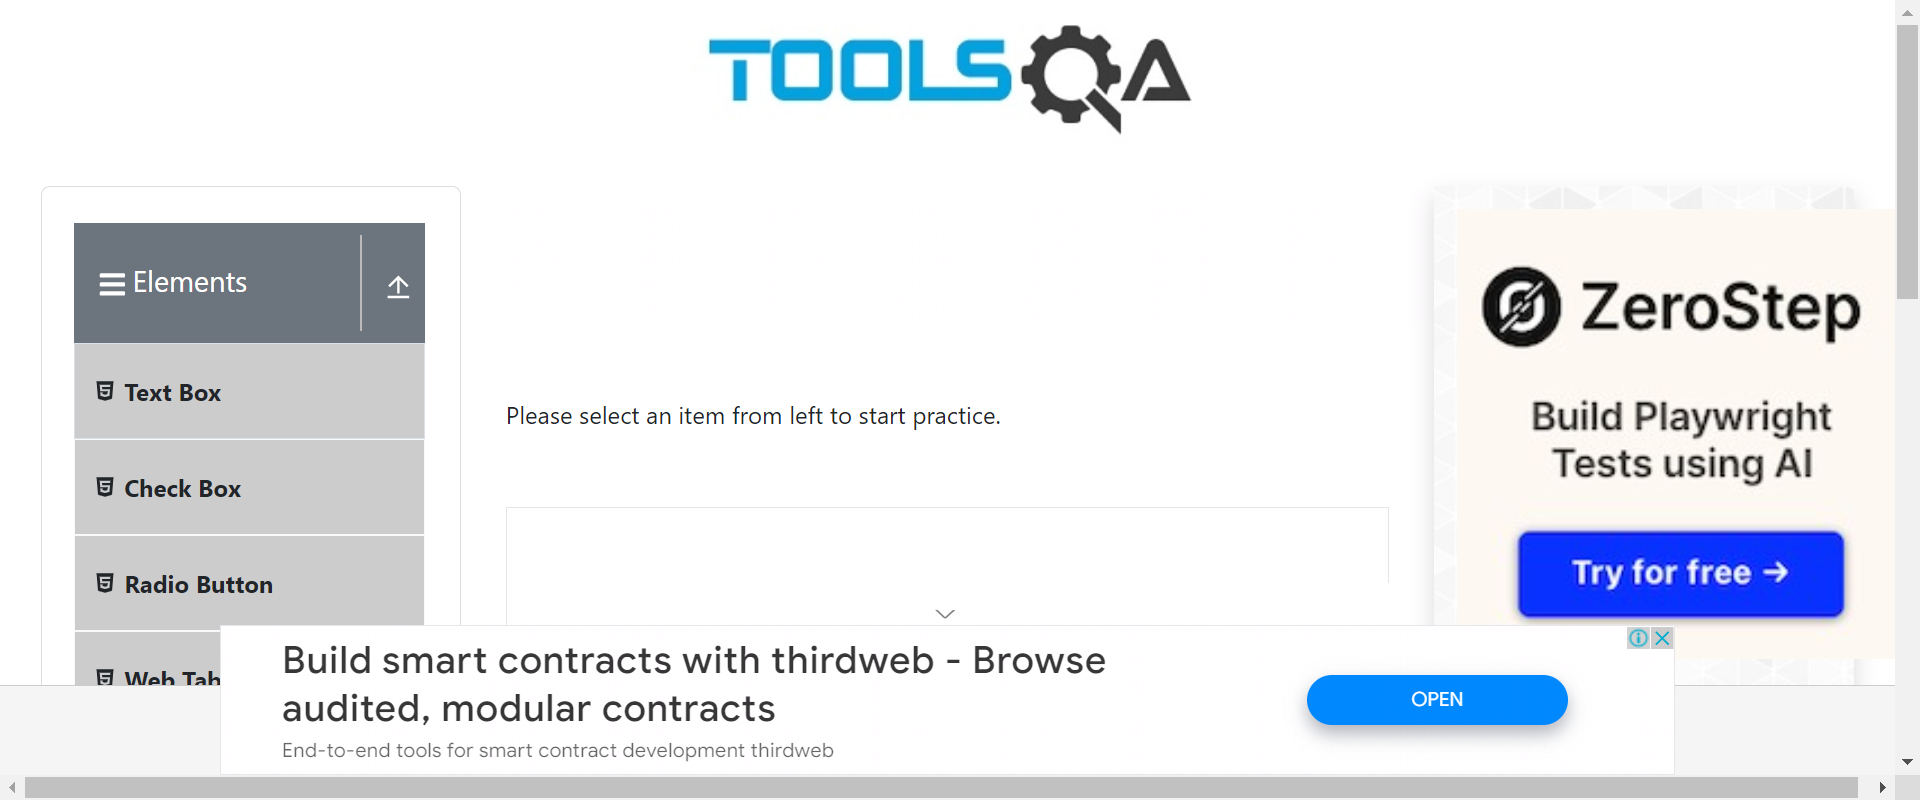 TOOLSQA
Elements
Text Box
Check Box
Radio Button
Web Tab
Please select an item from left to start practice.
ZeroStep
Build Playwright
Tests using AI
Try for free →
Build smart contracts with thirdweb - Browse
audited, modular contracts
End-to-end tools for smart contract development thirdweb
OPEN